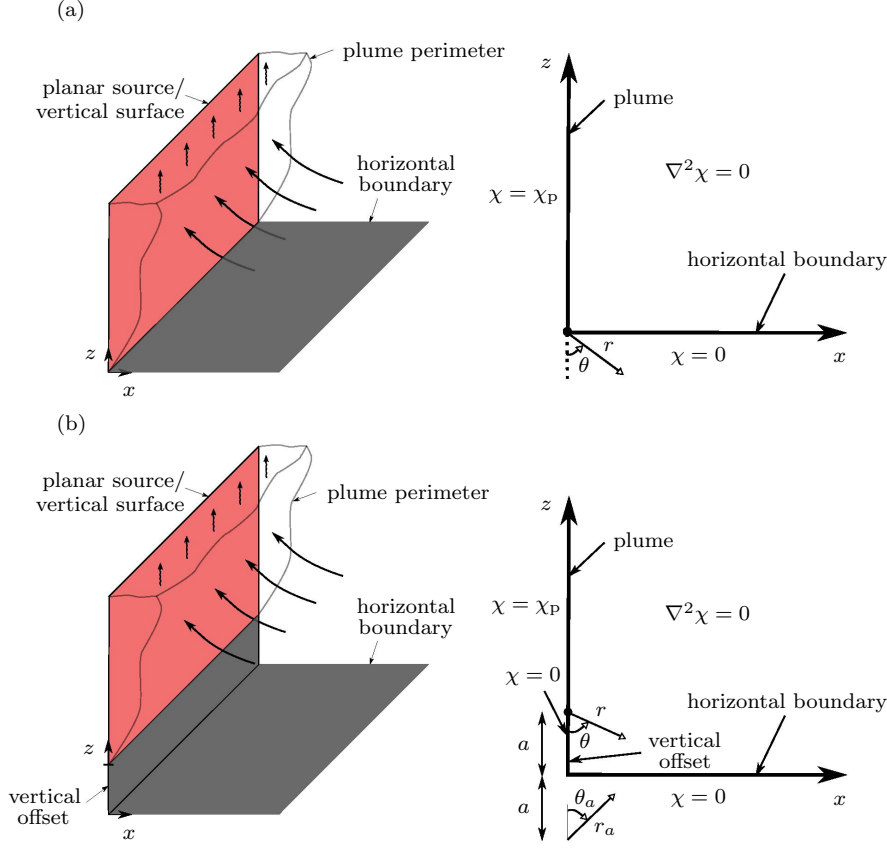 (a)
plume perimeter
planar source/
vertical surface
horizontal
boundary
z
x
z
plume
χ = χp
∇²χ = 0
horizontal boundary
r
θ
χ = 0
x
(b)
planar source/
vertical surface
plume perimeter
horizontal
boundary
z
vertical
offset
x
z
plume
χ = χp
∇²χ = 0
χ = 0
r
θ
horizontal boundary
a
vertical
offset
χ = 0
x
a
θa
ra